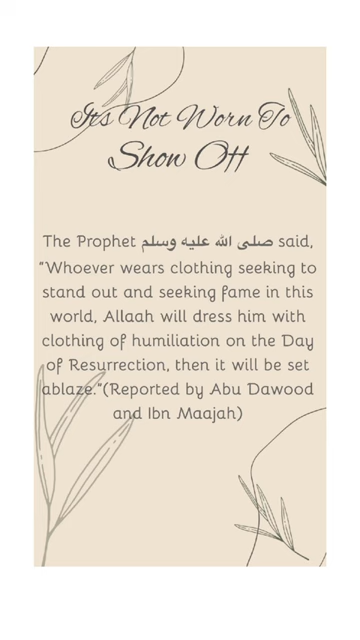 Its Not Worn To
Show Off
The Prophet صلى الله عليه وسلم said,
"Whoever wears clothing seeking to
stand out and seeking fame in this
world, Allaah will dress him with
clothing of humiliation on the Day
of Resurrection, then it will be set
ablaze."(Reported by Abu Dawood
and Ibn Maajah)